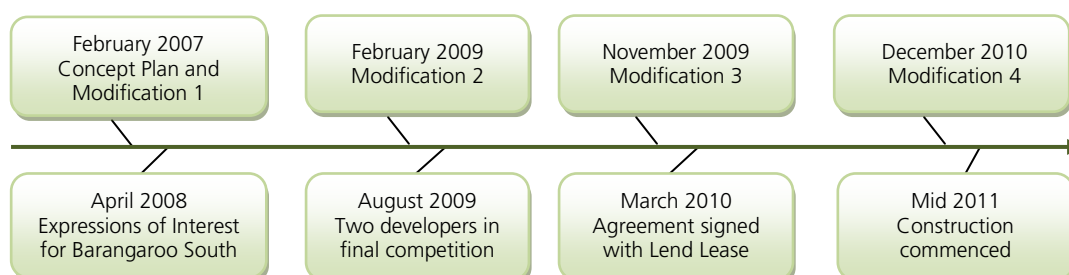 February 2007
Concept Plan and
Modification 1
February 2009
Modification 2
November 2009
Modification 3
December 2010
Modification 4
April 2008
Expressions of Interest
for Barangaroo South
August 2009
Two developers in
final competition
March 2010
Agreement signed
with Lend Lease
Mid 2011
Construction
commenced